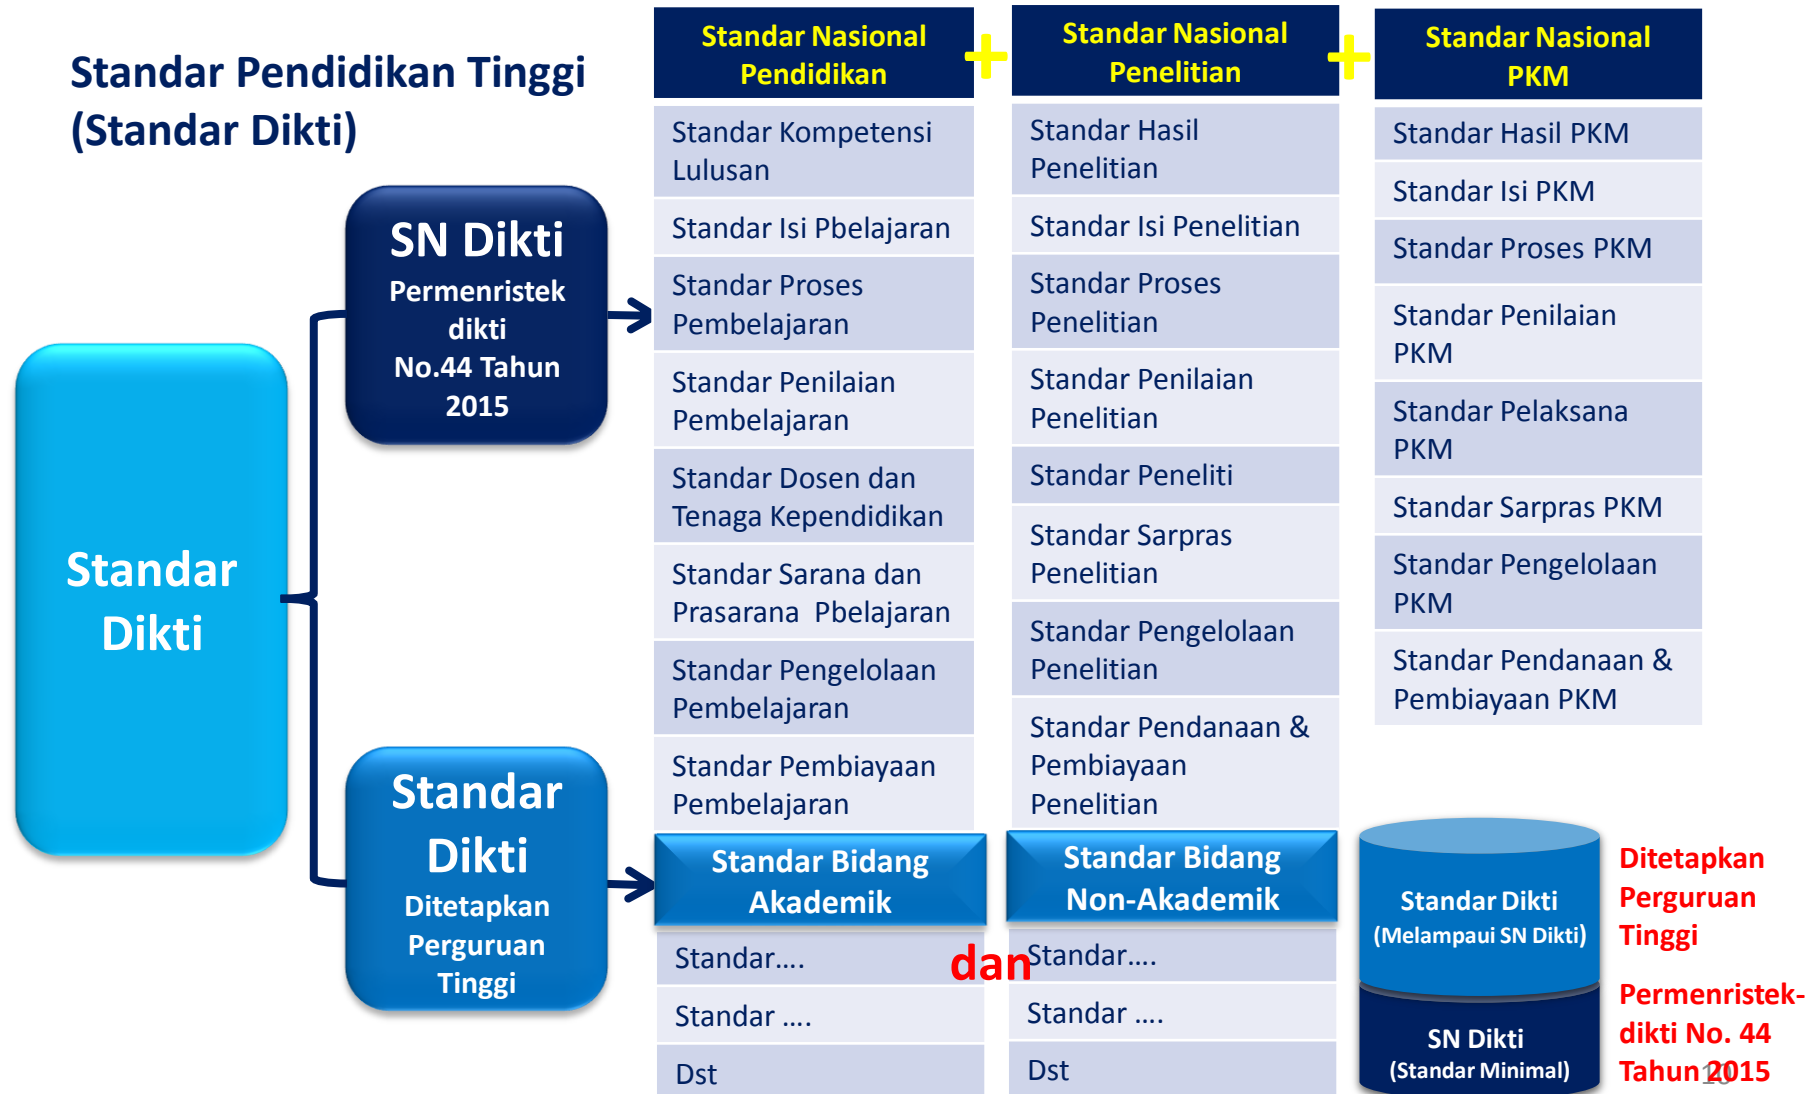 Standar Pendidikan Tinggi
(Standar Dikti)
Standar
Dikti
SN Dikti
Permenristek
dikti
No.44 Tahun
2015
Standar
Dikti
Ditetapkan
Perguruan
Tinggi
Standar Nasional
Pendidikan
Standar Kompetensi
Lulusan
Standar Isi Pbelajaran
Standar Proses
Pembelajaran
Standar Penilaian
Pembelajaran
Standar Dosen dan
Tenaga Kependidikan
Standar Sarana dan
Prasarana Pbelajaran
Standar Pengelolaan
Pembelajaran
Standar Pembiayaan
Pembelajaran
+
Standar Nasional
Penelitian
Standar Hasil
Penelitian
Standar Isi Penelitian
Standar Proses
Penelitian
Standar Penilaian
Penelitian
Standar Peneliti
Standar Sarpras
Penelitian
Standar Pengelolaan
Penelitian
Standar Pendanaan &
Pembiayaan
Penelitian
+
Standar Nasional
PKM
Standar Hasil PKM
Standar Isi PKM
Standar Proses PKM
Standar Penilaian
PKM
Standar Pelaksana
PKM
Standar Sarpras PKM
Standar Pengelolaan
PKM
Standar Pendanaan &
Pembiayaan PKM
Standar Bidang
Akademik
Standar....
Standar ....
Dst
dan
Standar Bidang
Non-Akademik
Standar....
Standar ....
Dst
Standar Dikti
(Melampaui SN Dikti)
SN Dikti
(Standar Minimal)
Ditetapkan
Perguruan
Tinggi
Permenristek-
dikti No. 44
Tahun 2015
10